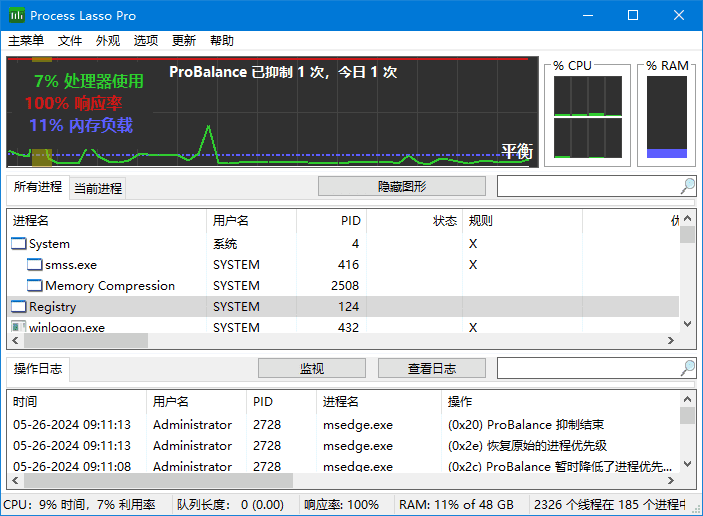 Process Lasso Pro
主菜单 文件 外观 选项 更新 帮助
ProBalance 已抑制 1 次，今日 1 次
7% 处理器使用
100% 响应率
11% 内存负载
平衡
% CPU
% RAM
所有进程 当前进程 隐藏图形
进程名 用户名 PID 状态 规则
System 系统 4 X
smss.exe SYSTEM 416 X
Memory Compression SYSTEM 2508
Registry SYSTEM 124
winlogon.exe SYSTEM 432 X
操作日志 监视 查看日志
时间 用户名 PID 进程名 操作
05-26-2024 09:11:13 Administrator 2728 msedge.exe (0x20) ProBalance 抑制结束
05-26-2024 09:11:13 Administrator 2728 msedge.exe (0x2e) 恢复原始的进程优先级
05-26-2024 09:11:08 Administrator 2728 msedge.exe (0x2c) ProBalance 暂时降低了进程优先...
CPU：9% 时间，7% 利用率 队列长度： 0 (0.00) 响应率: 100% RAM: 11% of 48 GB 2326 个线程在 185 个进程中